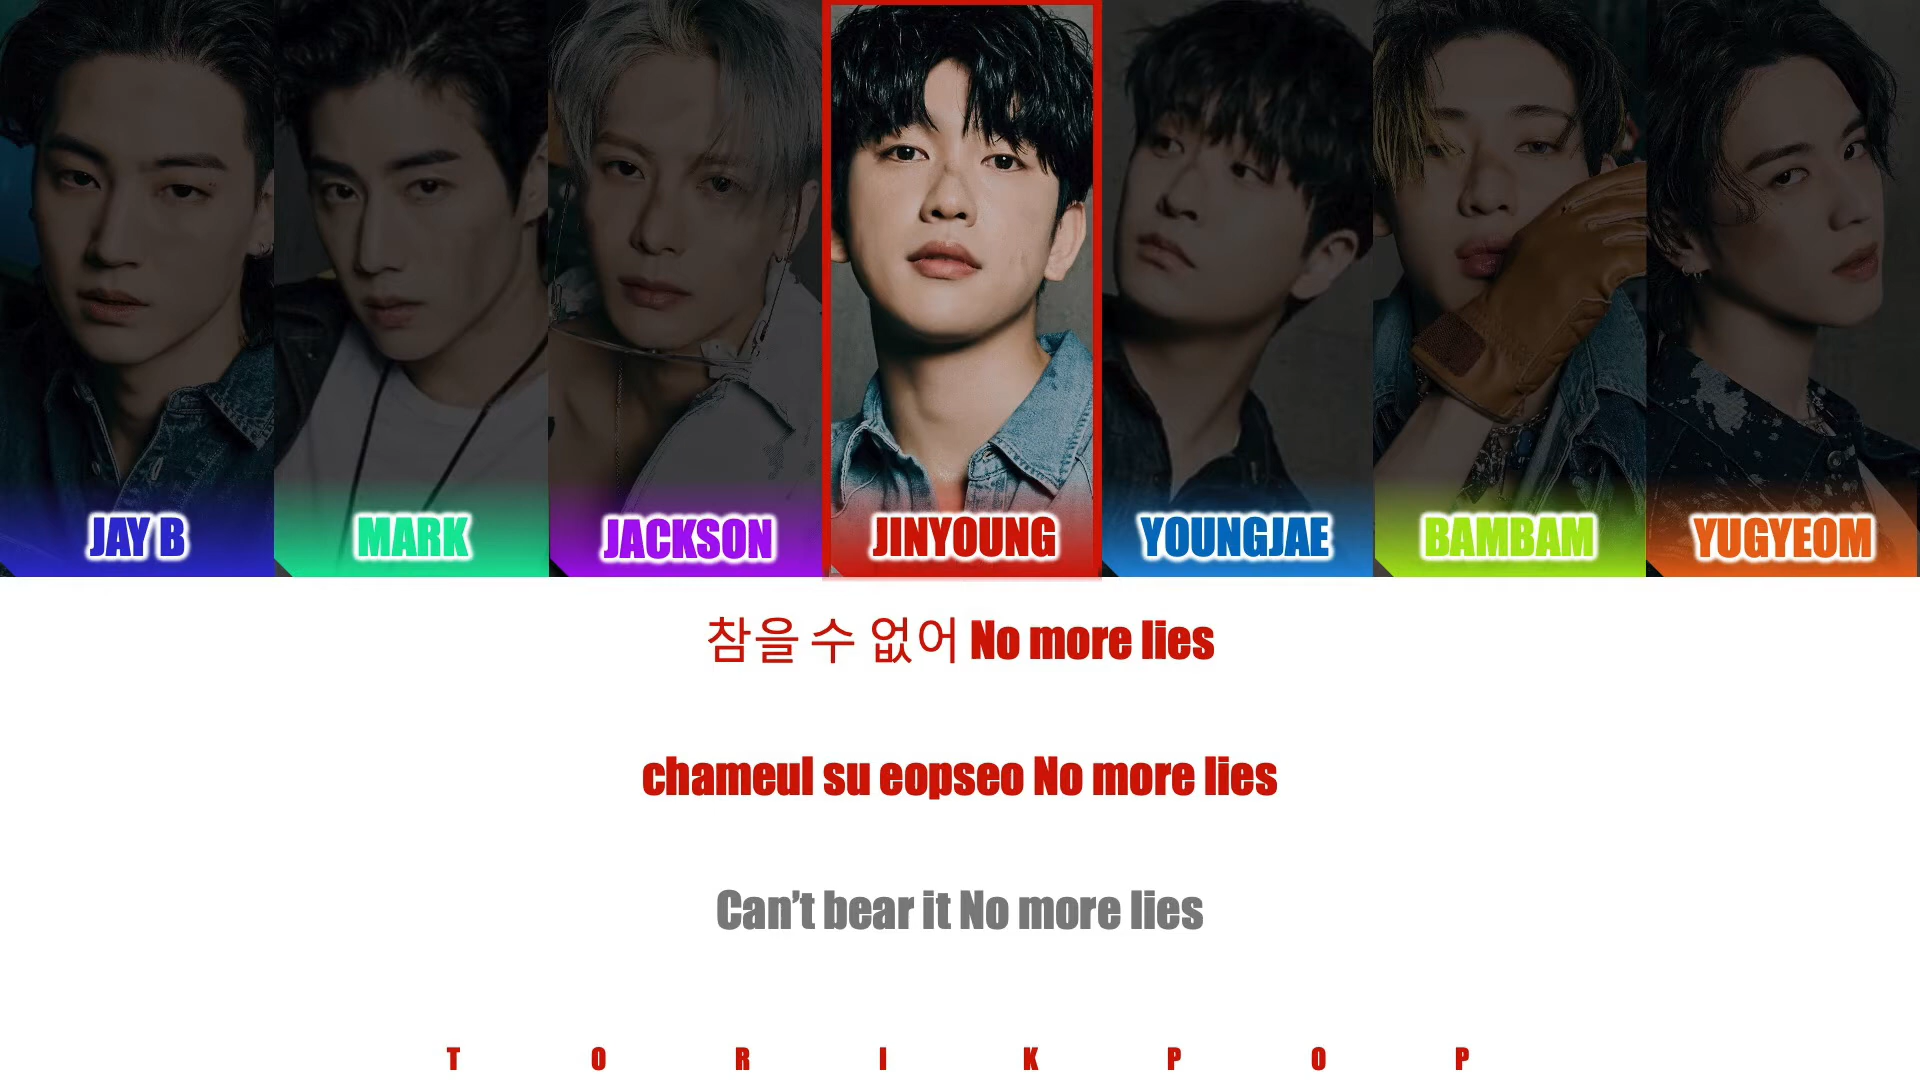 JAY B MARK JACKSON JINYOUNG YOUNGJAE BAMBAM YUGYEOM
참을 수 없어 No more lies
chameul su eopseo No more lies
Can’t bear it No more lies
T O R I K P O P